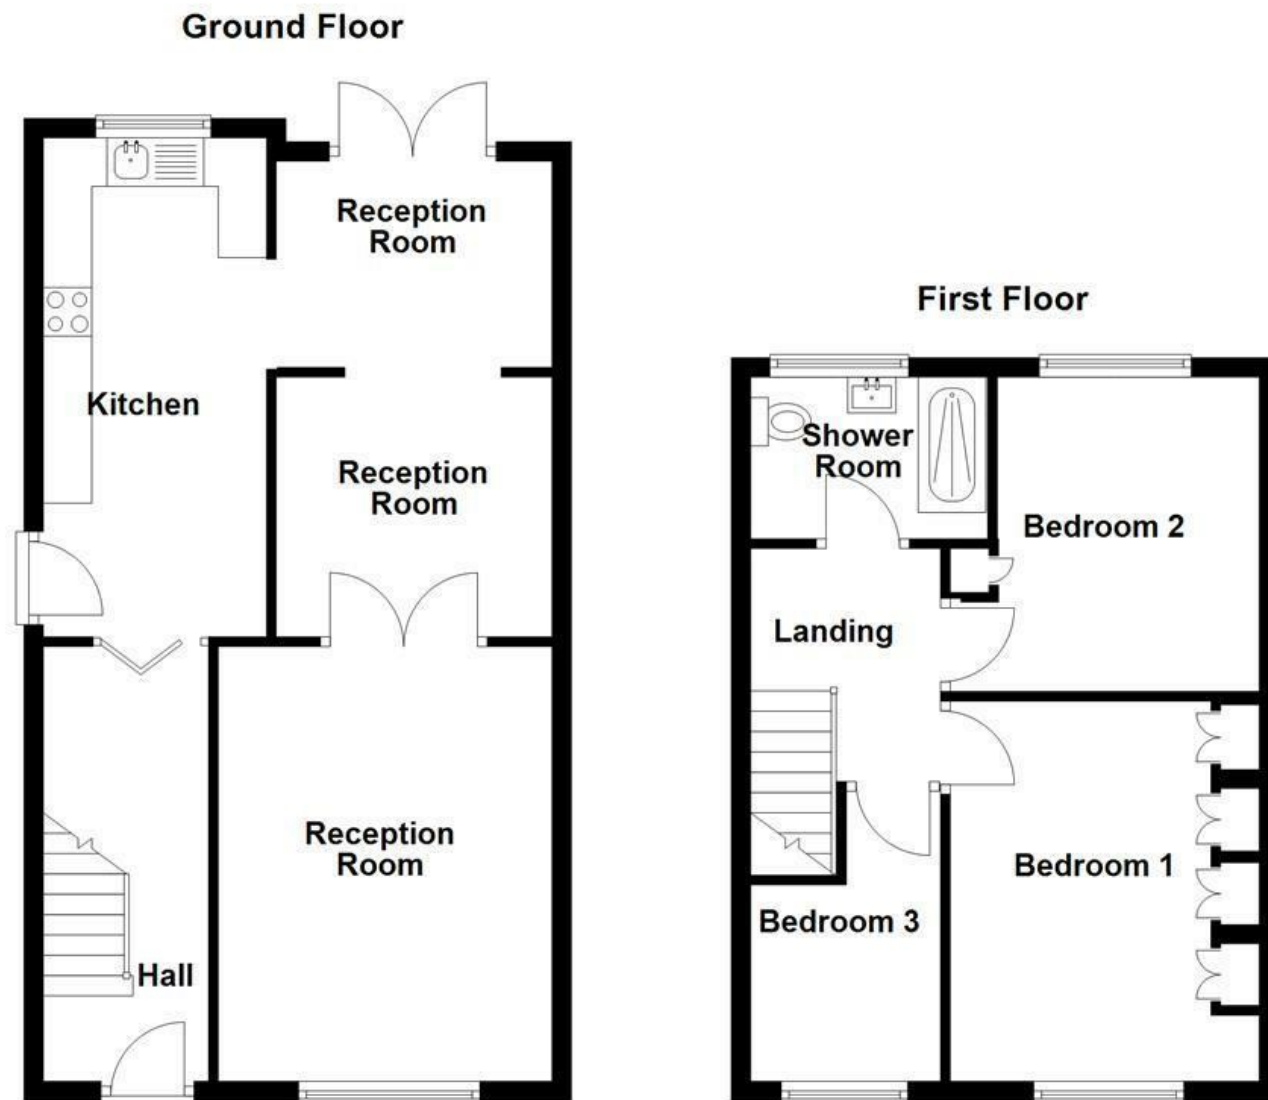 Ground Floor
Reception
Room
Kitchen
Reception
Room
Reception
Room
Hall
First Floor
Shower
Room
Bedroom 2
Landing
Bedroom 1
Bedroom 3